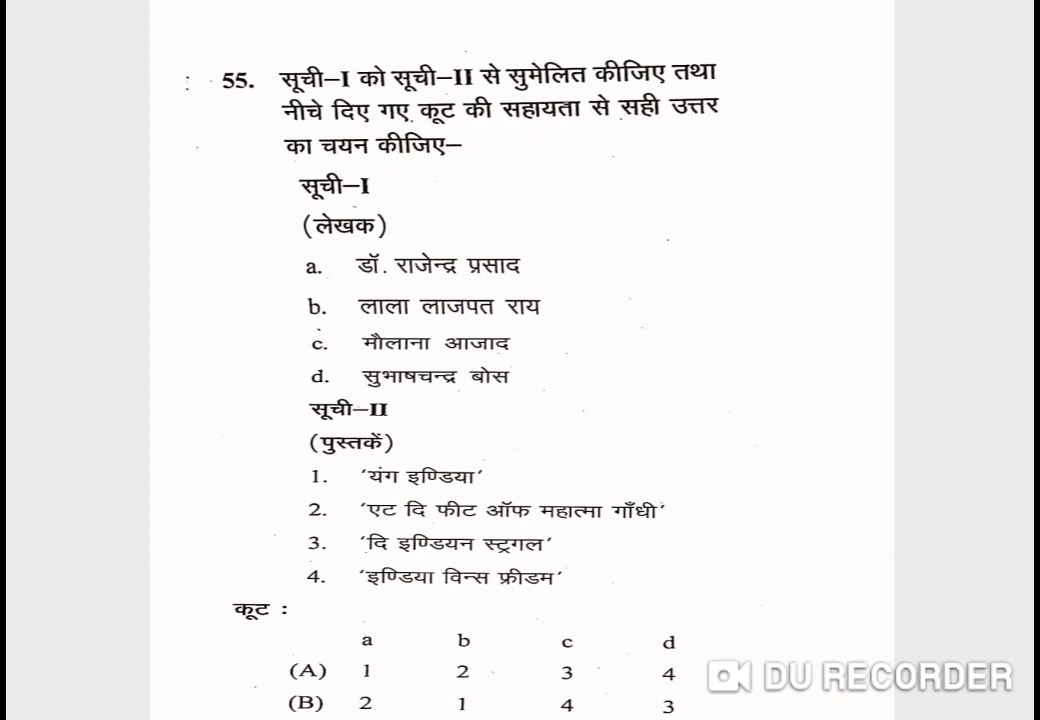 55. सूची–I को सूची–II से सुमेलित कीजिए तथा
नीचे दिए गए कूट की सहायता से सही उत्तर
का चयन कीजिए–
सूची–I
(लेखक)
a. डॉ. राजेन्द्र प्रसाद
b. लाला लाजपत राय
c. मौलाना आजाद
d. सुभाषचन्द्र बोस
सूची–II
(पुस्तकें)
1. 'यंग इण्डिया'
2. 'एट दि फीट ऑफ महात्मा गाँधी'
3. 'दि इण्डियन स्ट्रगल'
4. 'इण्डिया विन्स फ्रीडम'
कूट :
a b c d
(A) 1 2 3 4
(B) 2 1 4 3
DU RECORDER